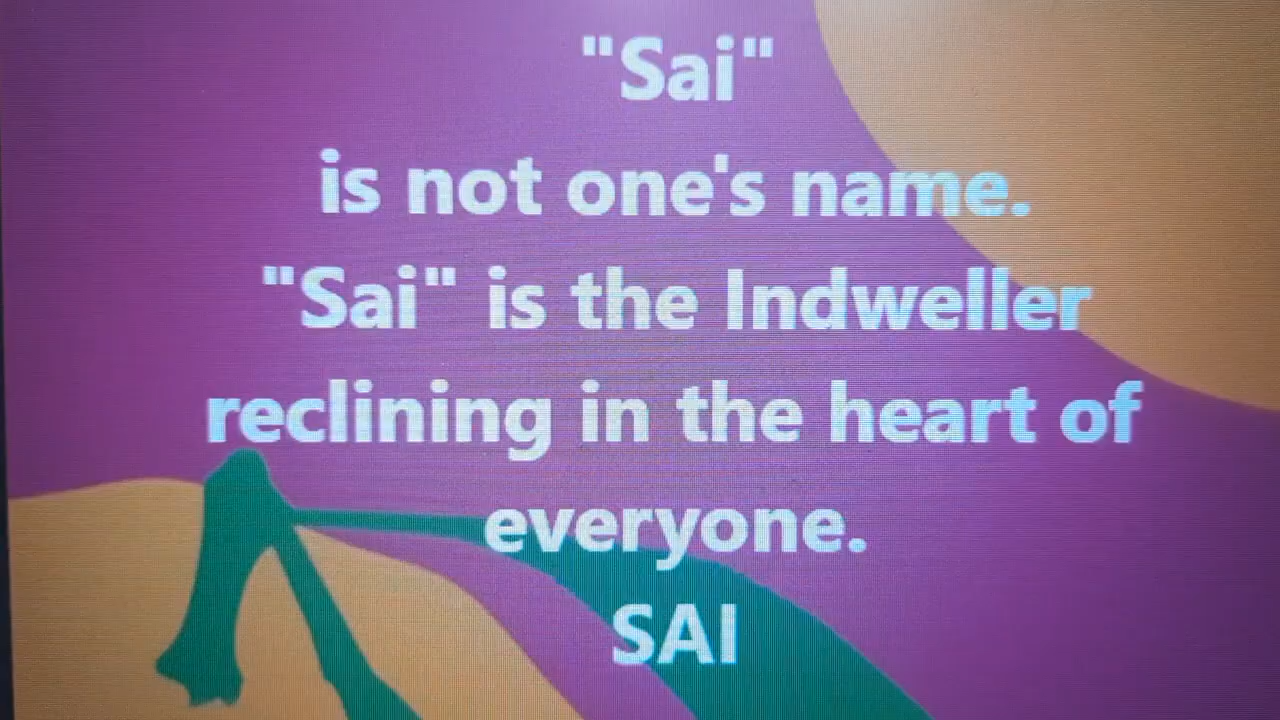 "Sai"
is not one's name.
"Sai" is the Indweller
reclining in the heart of
everyone.
SAI